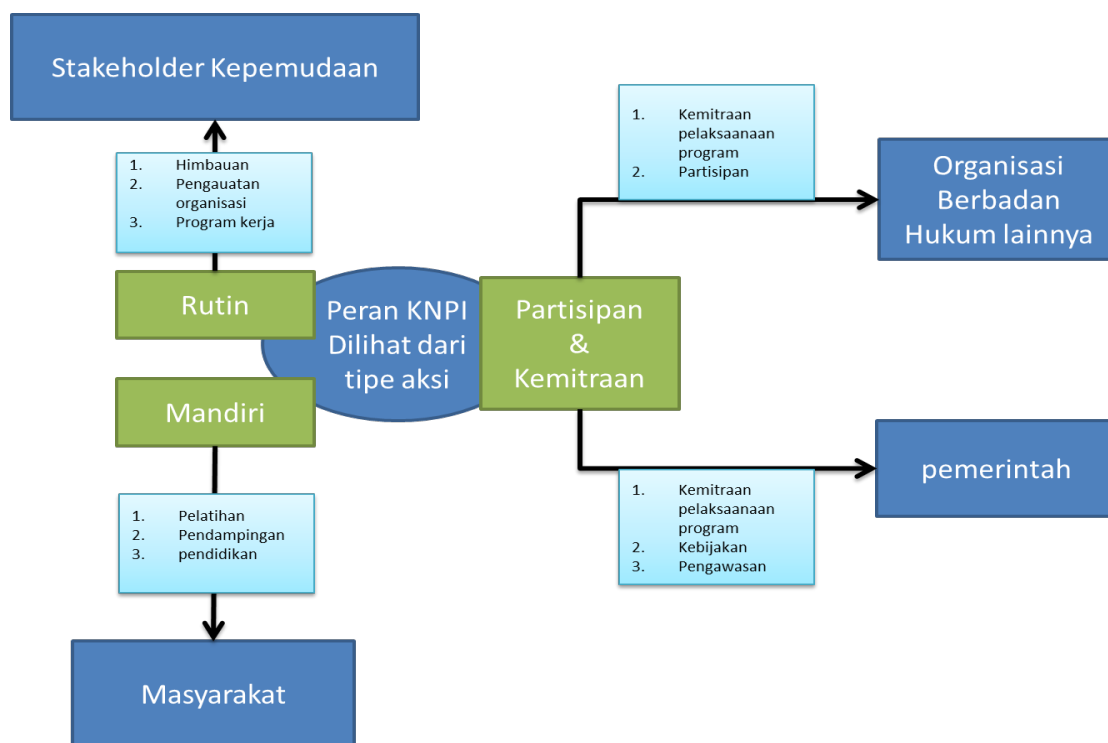 Stakeholder Kepemudaan
1. Himbauan
2. Pengauatan
organisasi
3. Program kerja
Rutin
Mandiri
1. Pelatihan
2. Pendampingan
3. pendidikan
Masyarakat
Peran KNPI
Dilihat dari
tipe aksi
Partisipan
&
Kemitraan
1. Kemitraan
pelaksaanaan
program
2. Partisipan
Organisasi
Berbadan
Hukum lainnya
1. Kemitraan
pelaksaanaan
program
2. Kebijakan
3. Pengawasan
pemerintah